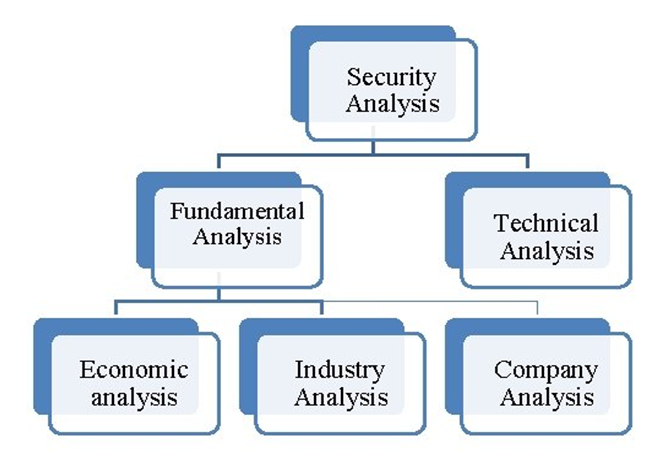 Security
Analysis
Fundamental
Analysis
Technical
Analysis
Economic
analysis
Industry
Analysis
Company
Analysis